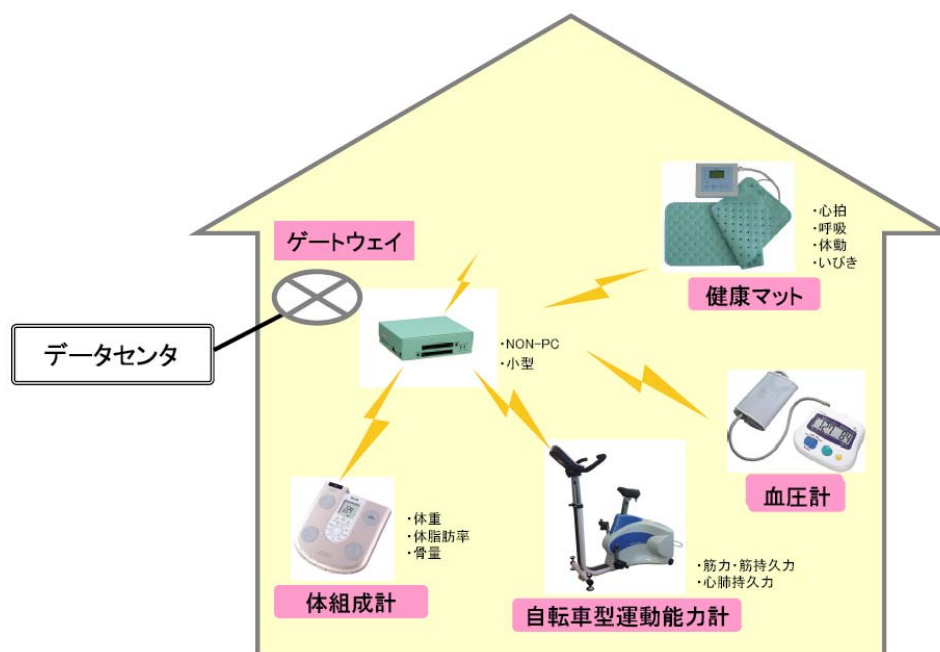 ゲートウェイ
データセンタ
・NON-PC
・小型
・心拍
・呼吸
・体動
・いびき
健康マット
129 84
血圧計
・体重
・体脂肪率
・骨量
体組成計
・筋力・筋持久力
・心肺持久力
自転車型運動能力計